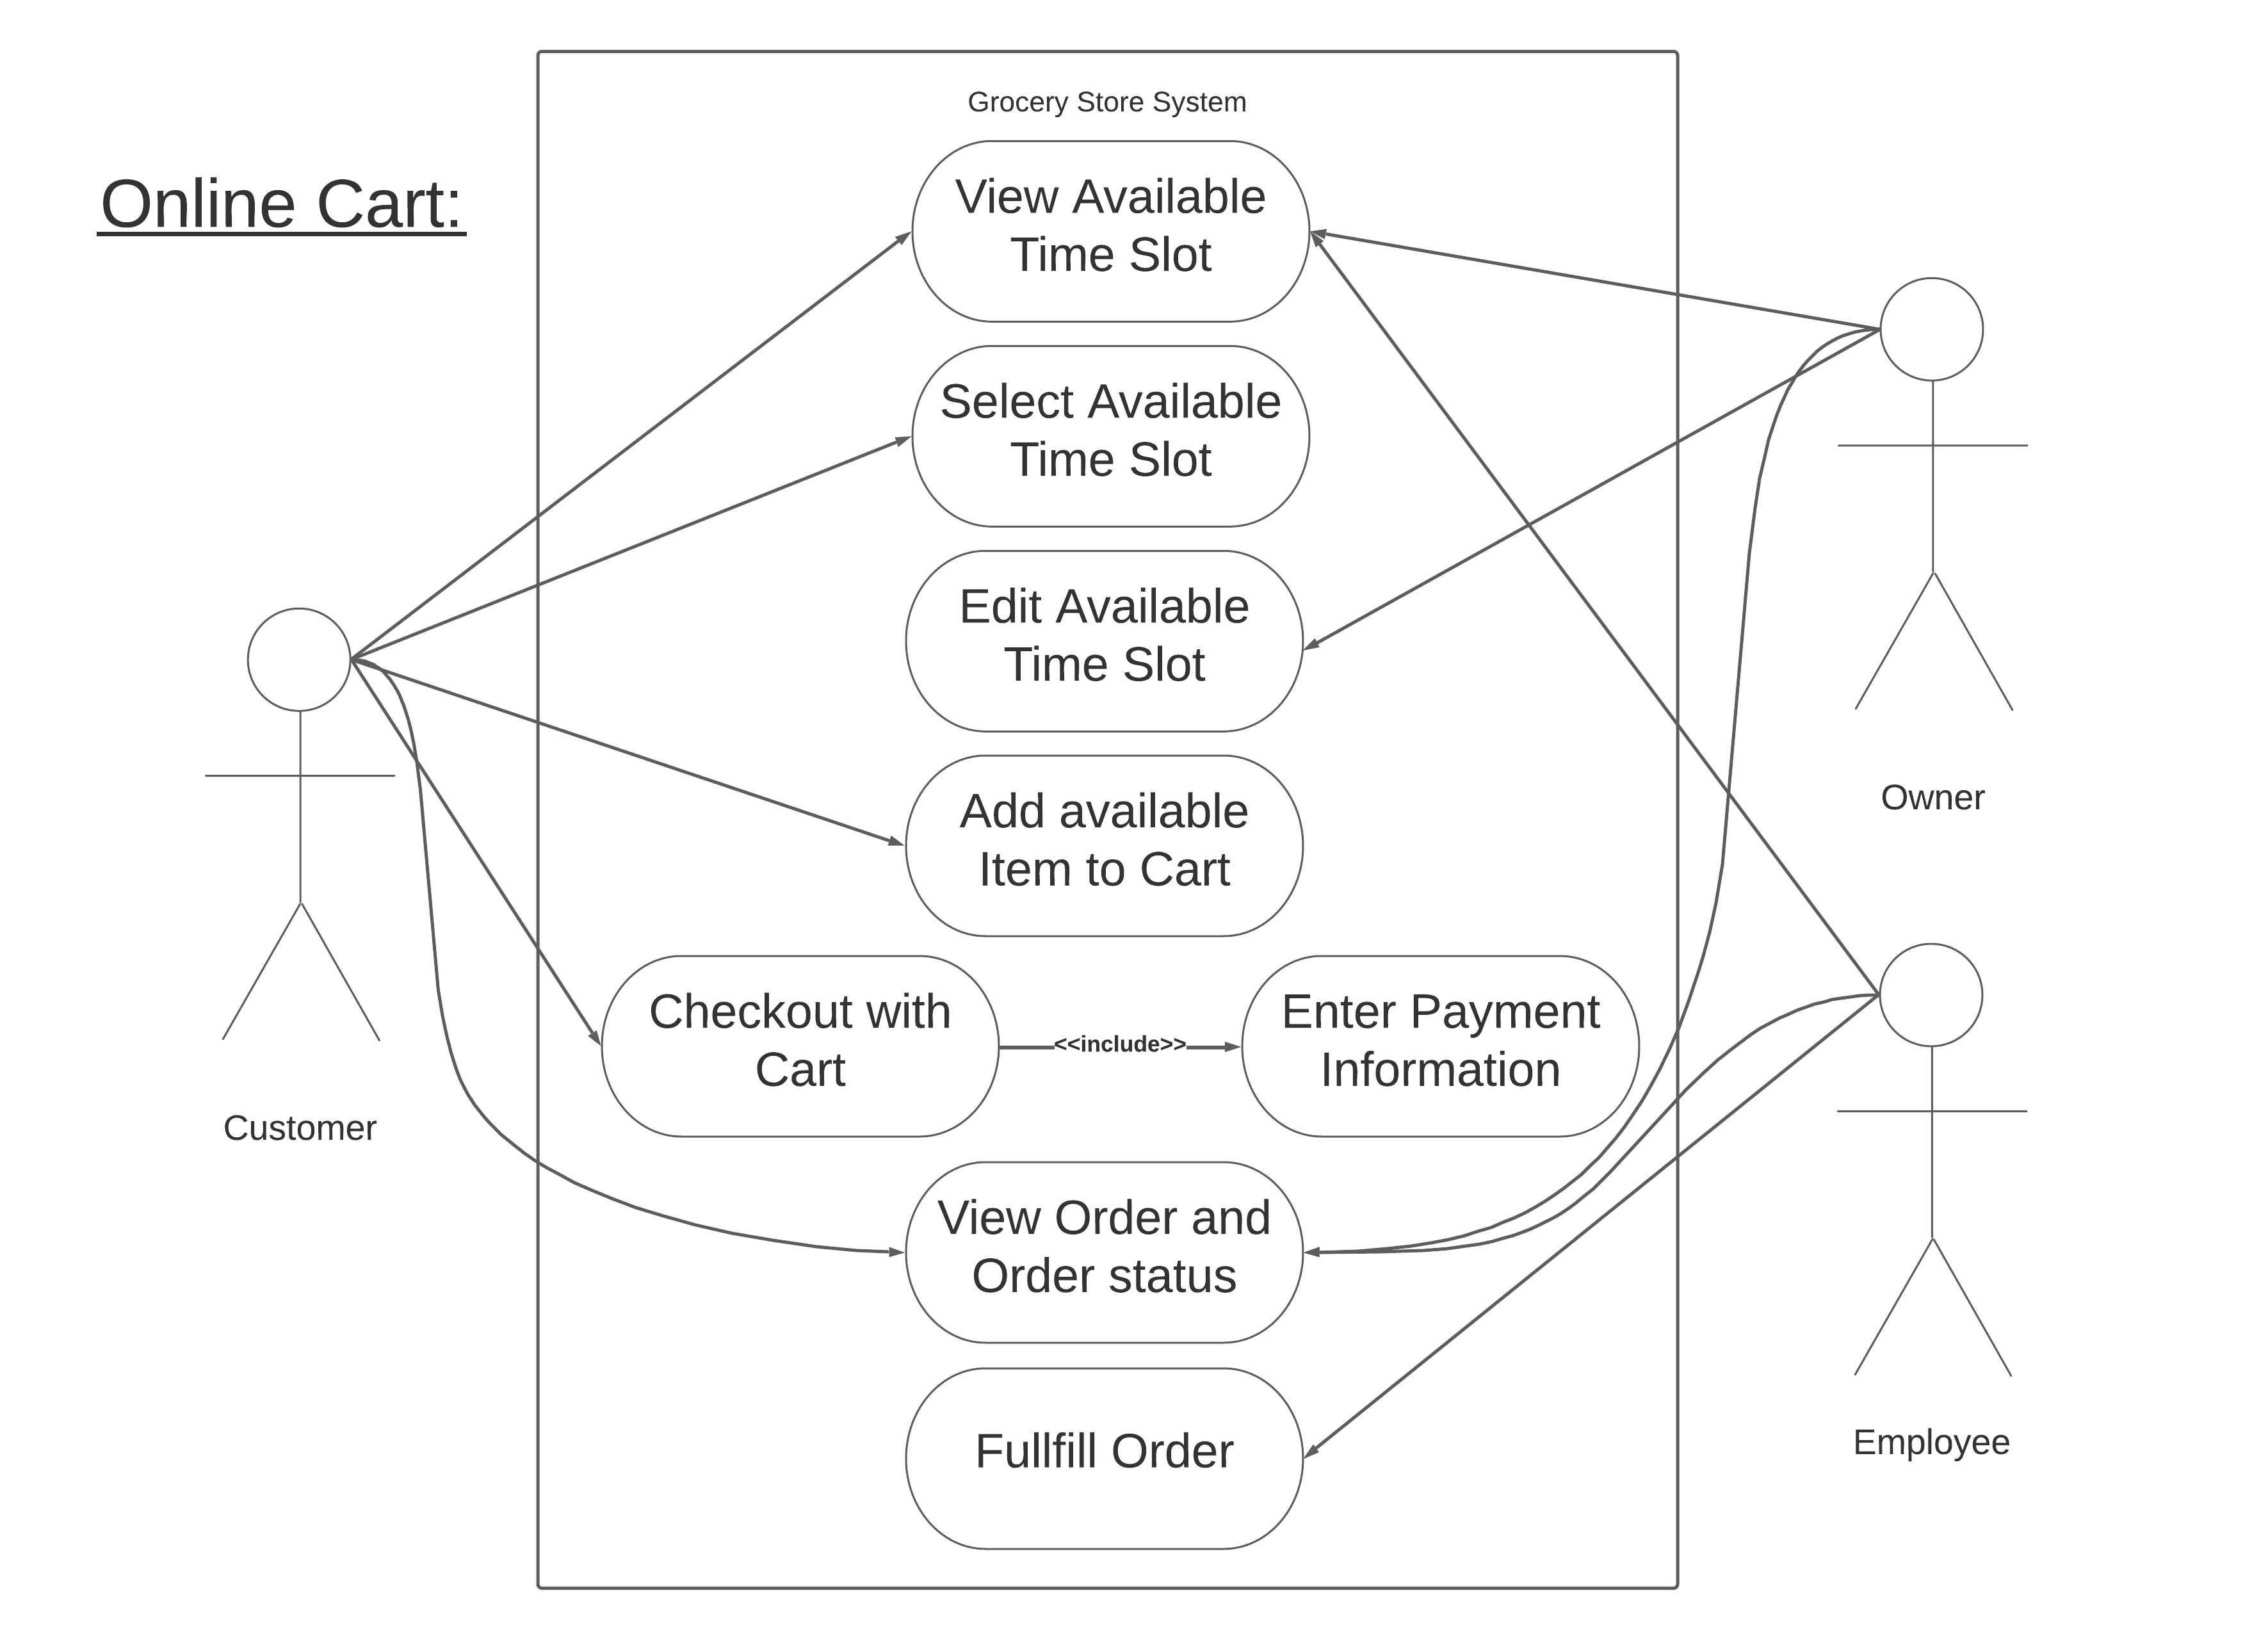 Grocery Store System
Online Cart:
View Available
Time Slot
Select Available
Time Slot
Edit Available
Time Slot
Add available
Item to Cart
Owner
Checkout with
Cart
<<include>>
Enter Payment
Information
Customer
View Order and
Order status
Fullfill Order
Employee